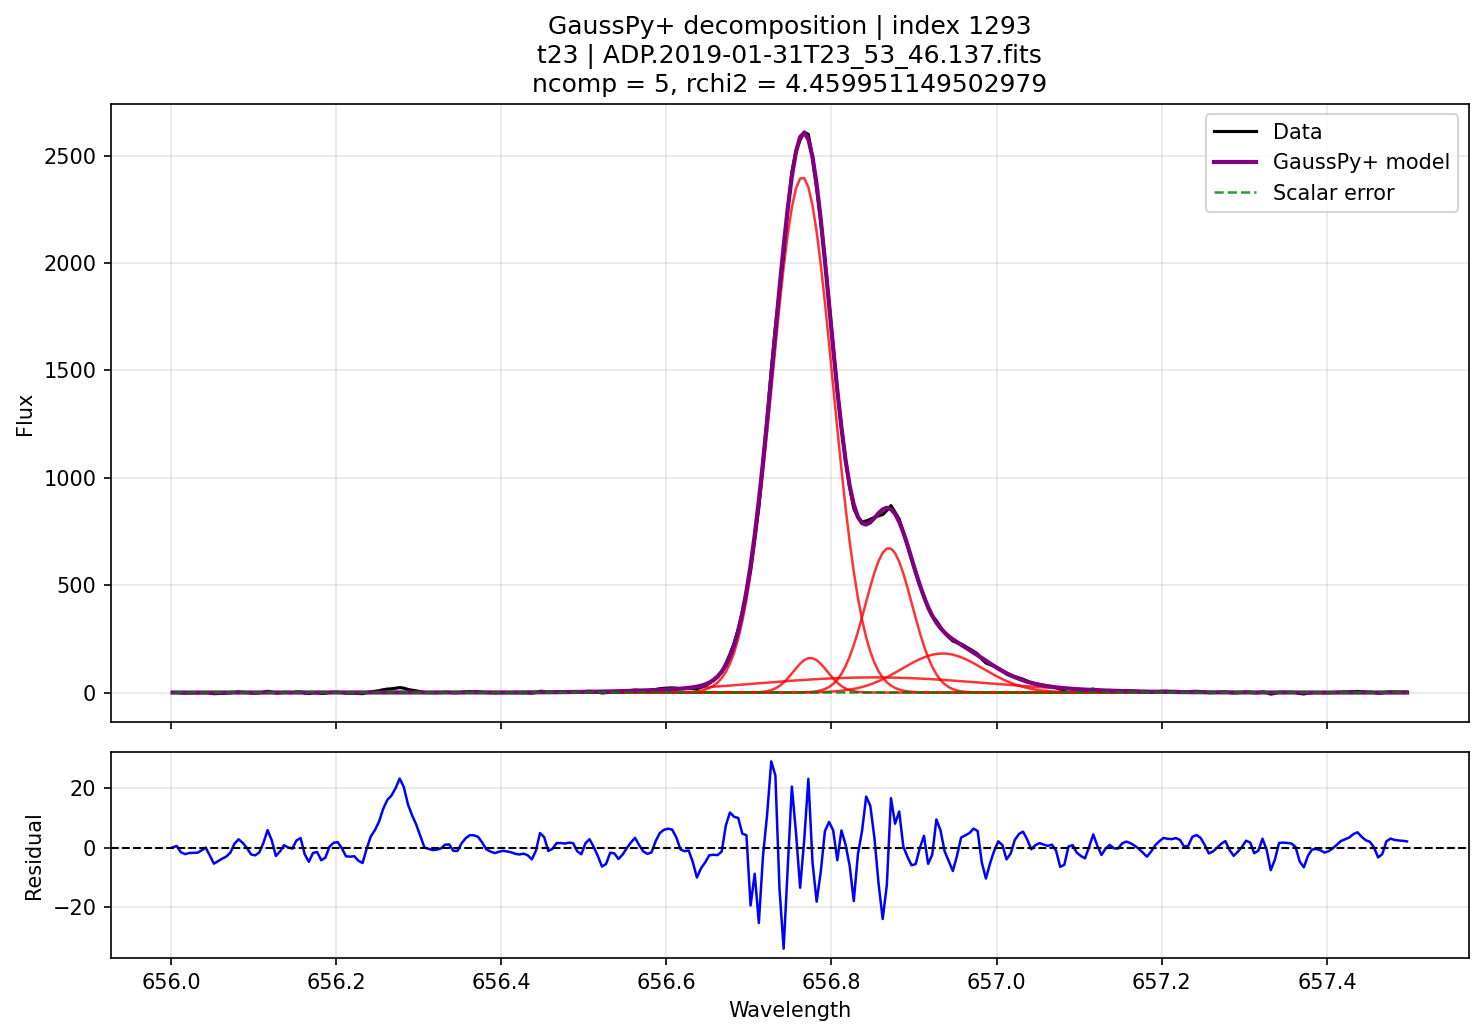 GaussPy+ decomposition | index 1293
t23 | ADP.2019-01-31T23_53_46.137.fits
ncomp = 5, rchi2 = 4.459951149502979
Data
GaussPy+ model
Scalar error
2500
2000
1500
1000
500
0
Flux
20
0
−20
Residual
656.0 656.2 656.4 656.6 656.8 657.0 657.2 657.4
Wavelength